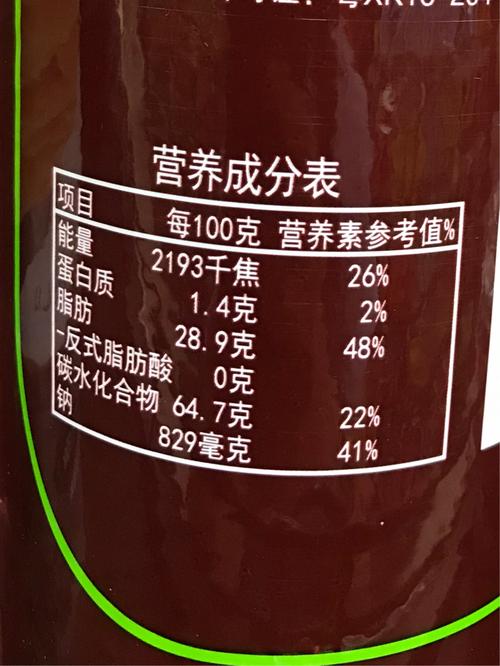 营养成分表
项目 每100克 营养素参考值%
能量 2193千焦 26%
蛋白质 1.4克 2%
脂肪 28.9克 48%
-反式脂肪酸 0克
碳水化合物 64.7克 22%
钠 829毫克 41%